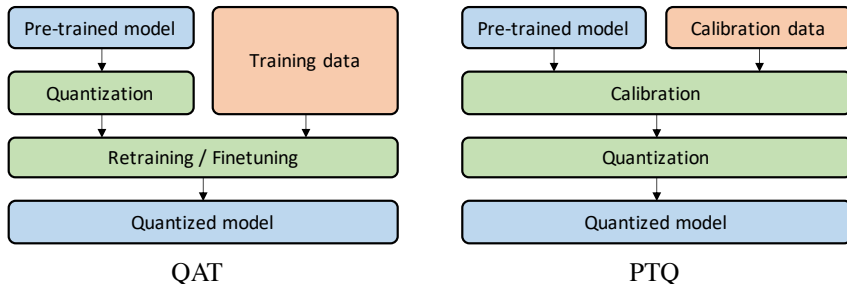 Pre-trained model
Training data
Quantization
Retraining / Finetuning
Quantized model
QAT
Pre-trained model
Calibration data
Calibration
Quantization
Quantized model
PTQ